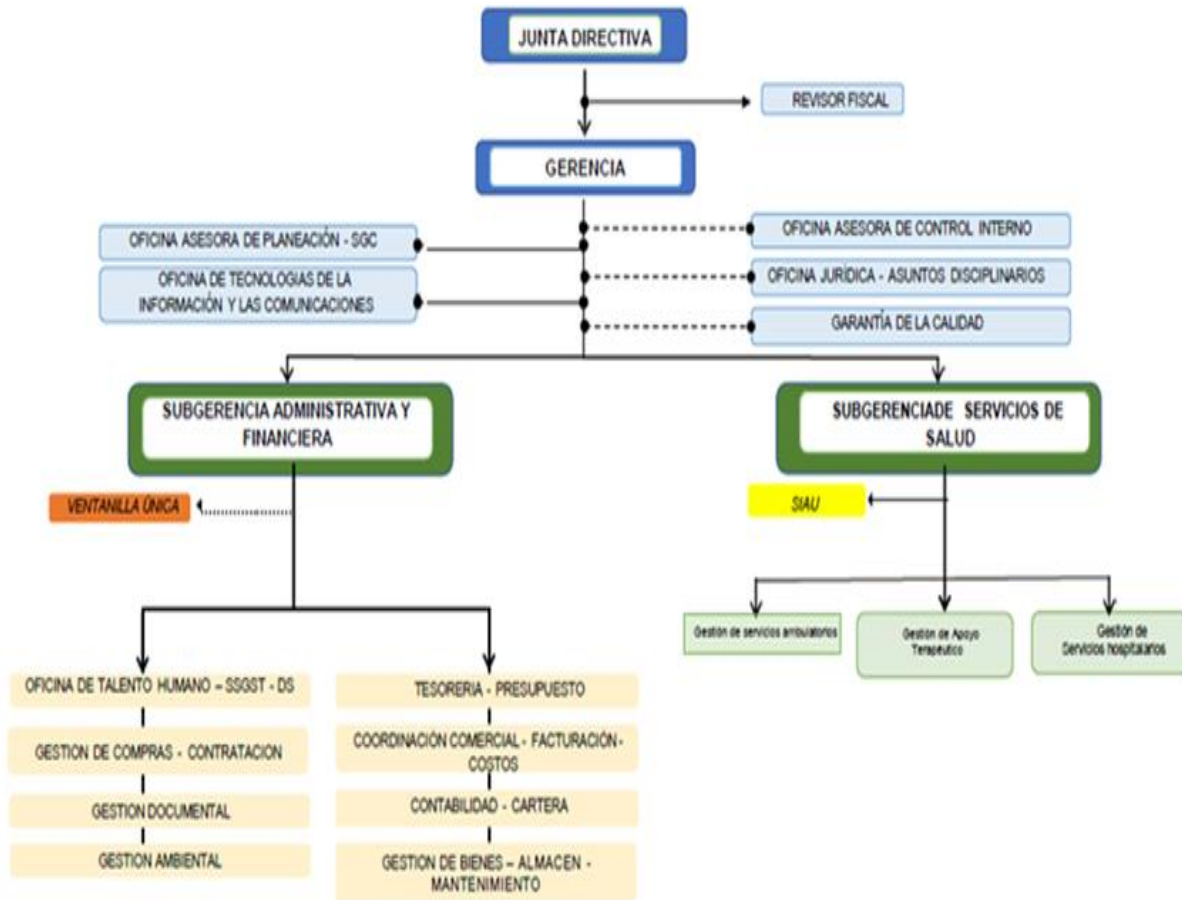 JUNTA DIRECTIVA
REVISOR FISCAL
GERENCIA
OFICINA ASESORA DE PLANEACIÓN - SGC
OFICINA DE TECNOLOGIAS DE LA
INFORMACIÓN Y LAS COMUNICACIONES
OFICINA ASESORA DE CONTROL INTERNO
OFICINA JURÍDICA - ASUNTOS DISCIPLINARIOS
GARANTÍA DE LA CALIDAD
SUBGERENCIA ADMINISTRATIVA Y
FINANCIERA
SUBGERENCIADE SERVICIOS DE
SALUD
VENTANILLA ÚNICA
SIAU
Gestión de servicios ambulatorios
Gestión de Apoyo
Terapéutico
Gestión de
Servicios hospitalarios
OFICINA DE TALENTO HUMANO – SSGST - DS
GESTION DE COMPRAS - CONTRATACION
GESTION DOCUMENTAL
GESTION AMBIENTAL
TESORERIA - PRESUPUESTO
COORDINACIÓN COMERCIAL - FACTURACIÓN-
COSTOS
CONTABILIDAD - CARTERA
GESTIÓN DE BIENES – ALMACEN -
MANTENIMIENTO